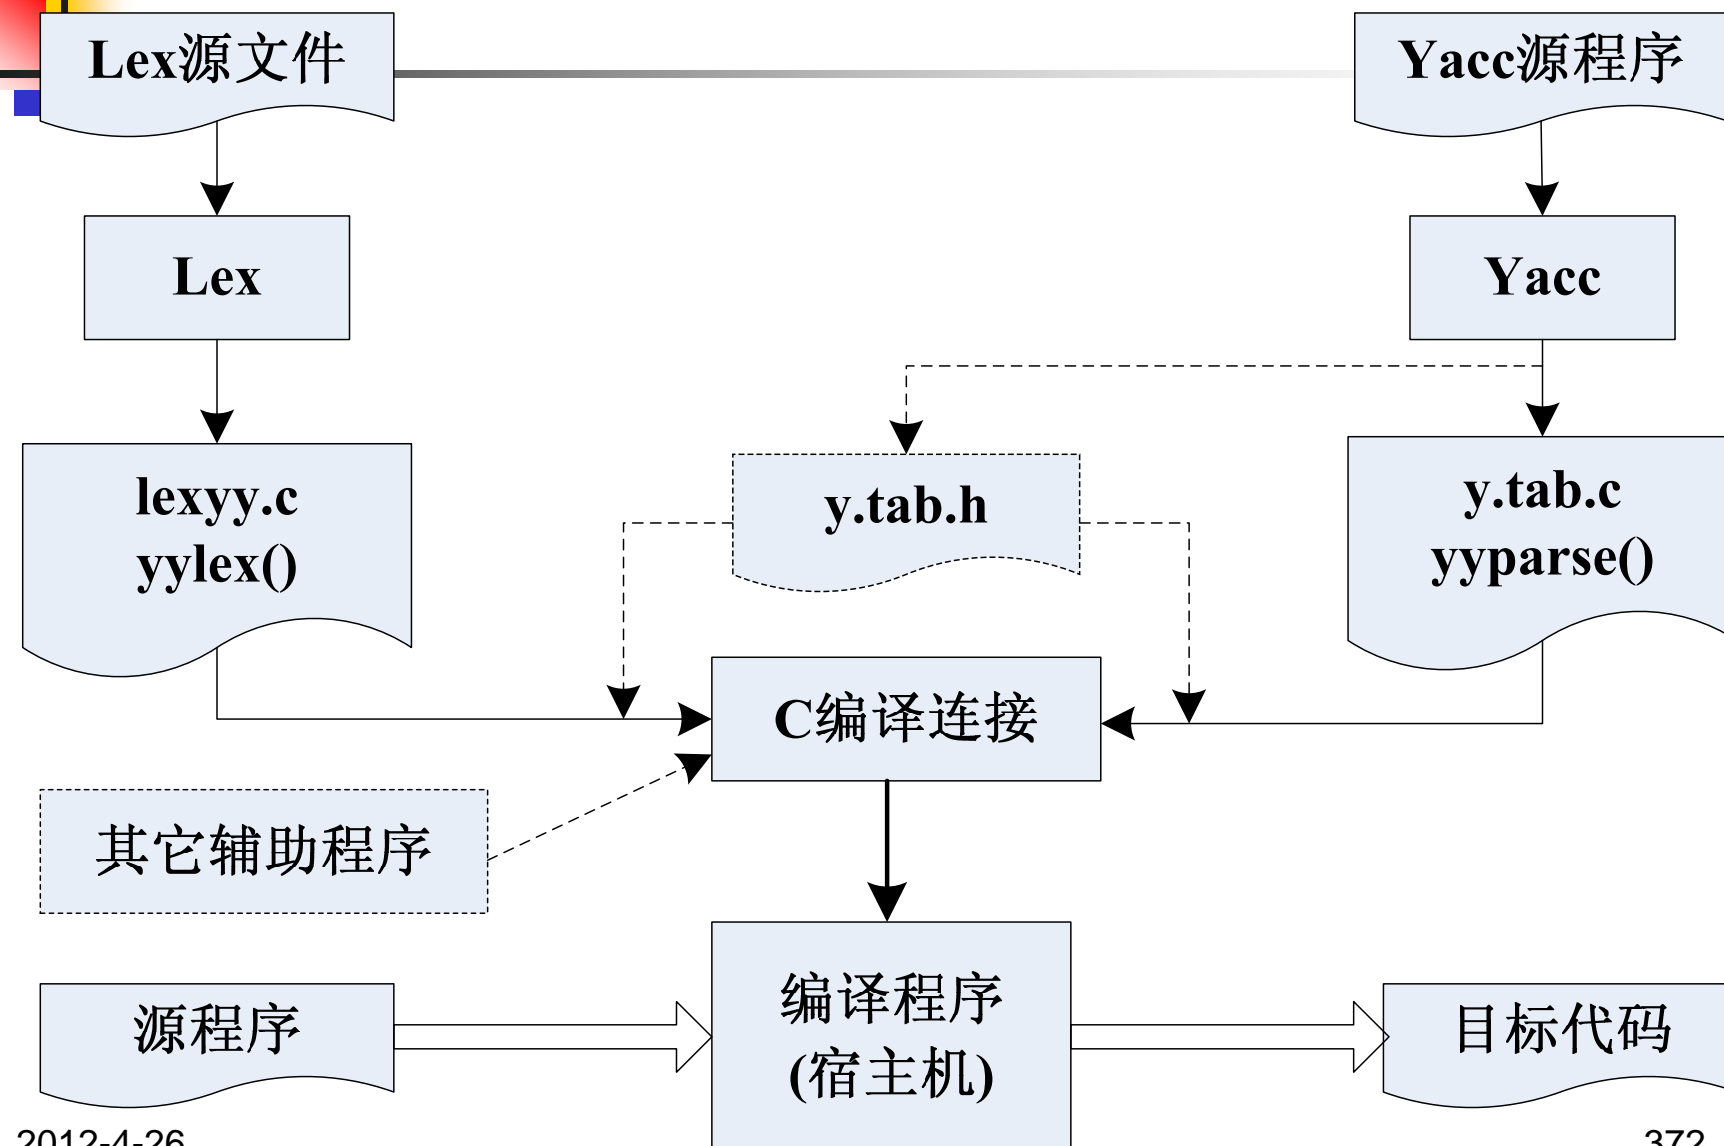 Lex源文件
Yacc源程序
Lex
Yacc
lexyy.c
yylex()
y.tab.h
y.tab.c
yyparse()
C编译连接
其它辅助程序
源程序
编译程序
(宿主机)
目标代码
2012-4-26
372